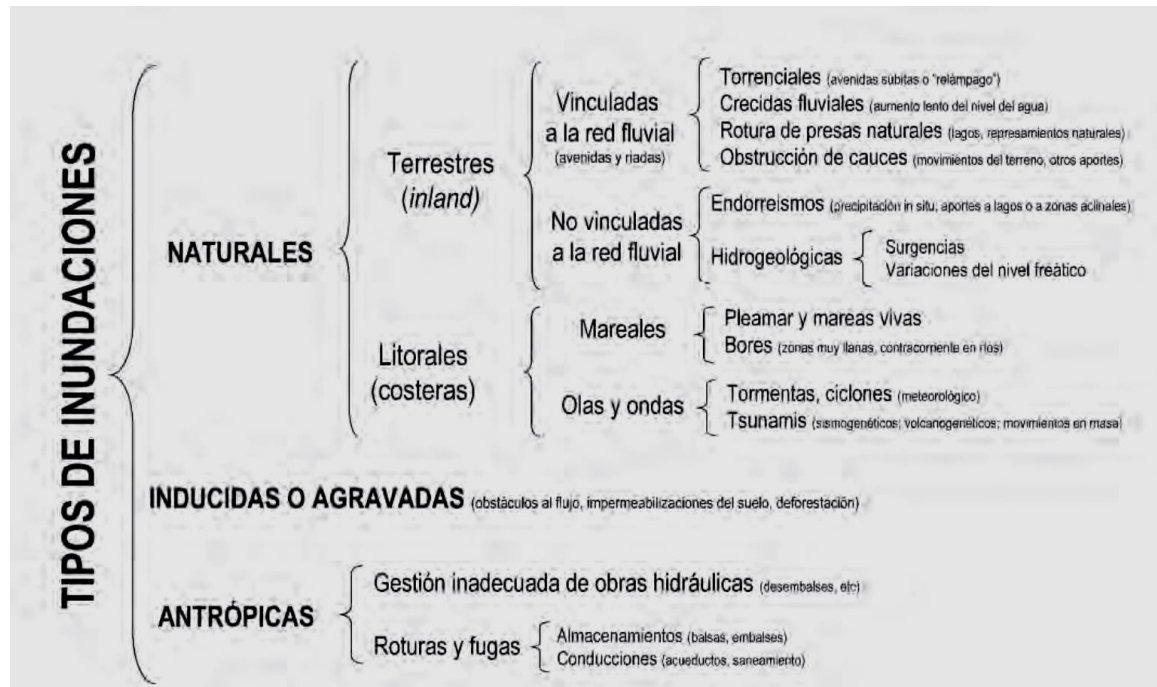 TIPOS DE INUNDACIONES
NATURALES
Terrestres
(inland)
Vinculadas
a la red fluvial
(avenidas y riadas)
Torrenciales (avenidas subitas o "relámpago")
Crecidas fluviales (aumento lento del nivel del agua)
Rotura de presas naturales (lagos, represamientos naturales)
Obstrucción de cauces (movimientos del terreno, otros aportes)
No vinculadas
a la red fluvial
Endorreismos (precipitación in situ, aportes a lagos o a zonas aclinales)
Hidrogeológicas
Surgencias
Variaciones del nivel freático
Litorales
(costeras)
Mareales
Pleamar y mareas vivas
Bores (zonas muy llanas, contracorriente en ríos)
Olas y ondas
Tormentas, ciclones (meteorológico)
Tsunamis (sismogenéticos; volcanogenéticos; movimientos en masa)
INDUCIDAS O AGRAVADAS (obstáculos al flujo, impermeabilizaciones del suelo, deforestación)
ANTRÓPICAS
Gestión inadecuada de obras hidráulicas (desembalses, etc)
Roturas y fugas
Almacenamientos (balsas, embalses)
Conducciones (acueductos, saneamiento)